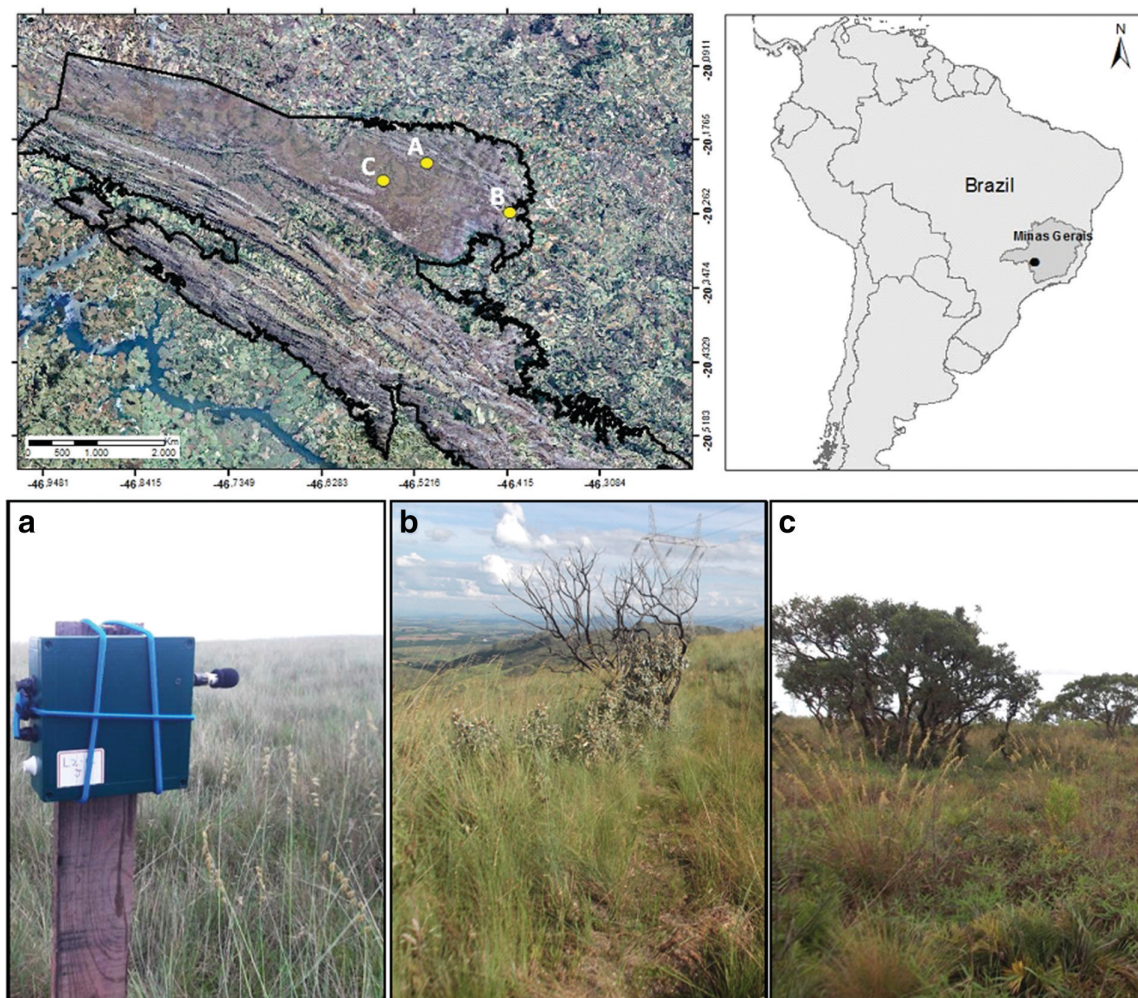 A
C
B
-20,0911
-20,1765
-20,262
-20,3474
-20,4329
-20,5183
Km
0 500 1.000 2.000
-46,9481 -46,8415 -46,7349 -46,6283 -46,5216 -46,415 -46,3084
N
Brazil
Minas Gerais
a
b
c